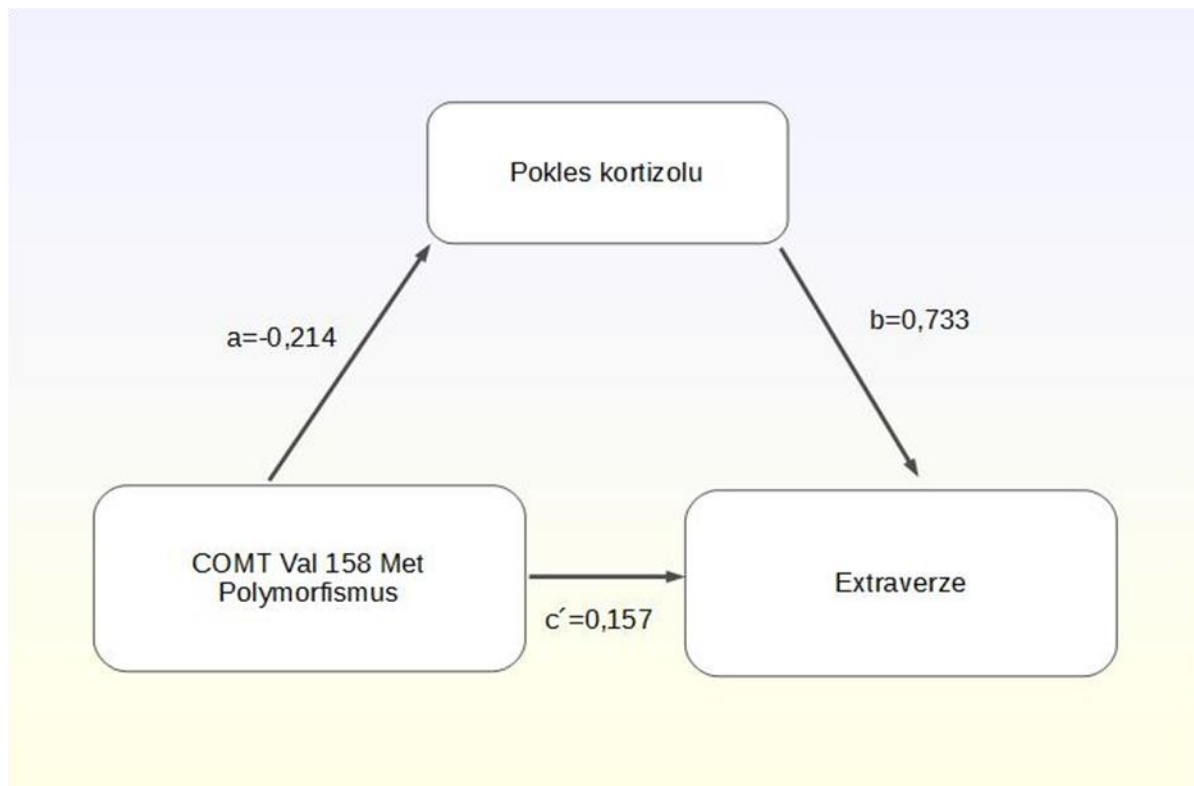 Pokles kortizolu
a=-0,214
b=0,733
COMT Val 158 Met
Polymorfismus
c´=0,157
Extraverze